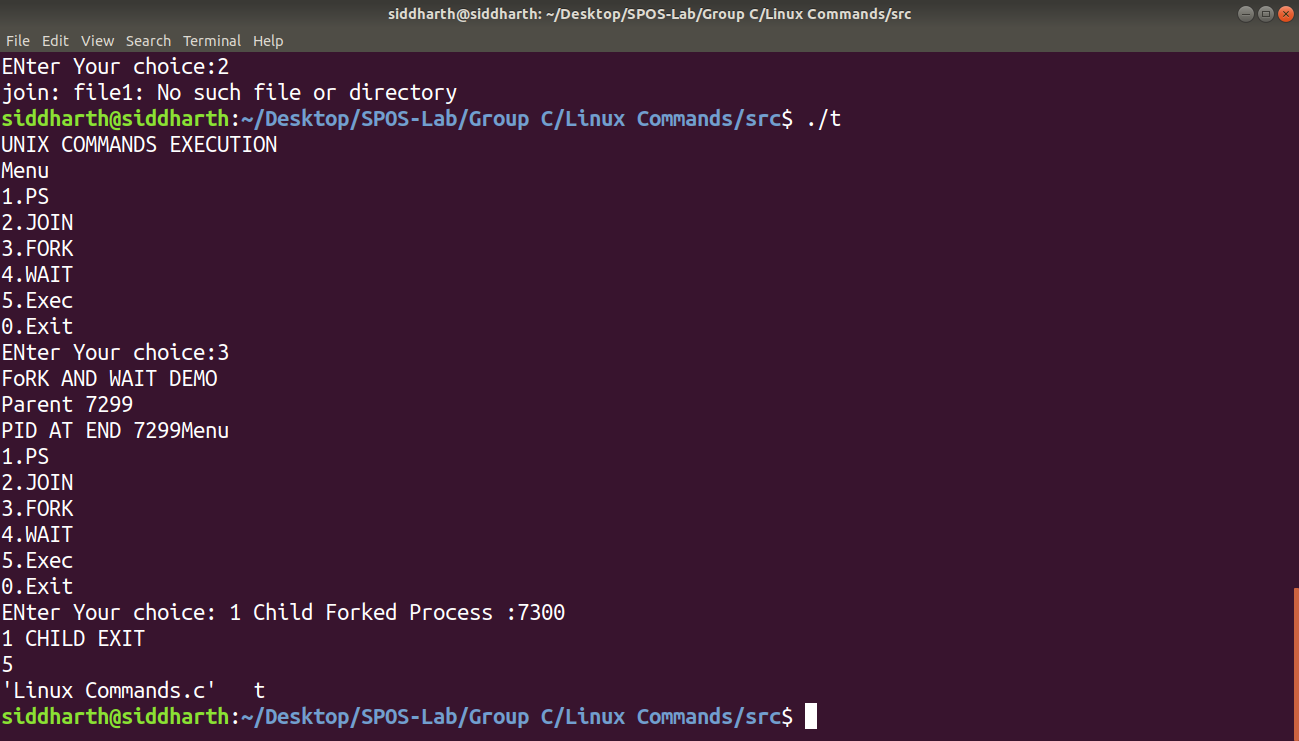 siddharth@siddharth: ~/Desktop/SPOS-Lab/Group C/Linux Commands/src
File Edit View Search Terminal Help
ENter Your choice:2
join: file1: No such file or directory
siddharth@siddharth:~/Desktop/SPOS-Lab/Group C/Linux Commands/src$ ./t
UNIX COMMANDS EXECUTION
Menu
1.PS
2.JOIN
3.FORK
4.WAIT
5.Exec
0.Exit
ENter Your choice:3
FoRK AND WAIT DEMO
Parent 7299
PID AT END 7299Menu
1.PS
2.JOIN
3.FORK
4.WAIT
5.Exec
0.Exit
ENter Your choice: 1 Child Forked Process :7300
1 CHILD EXIT
5
'Linux Commands.c'   t
siddharth@siddharth:~/Desktop/SPOS-Lab/Group C/Linux Commands/src$